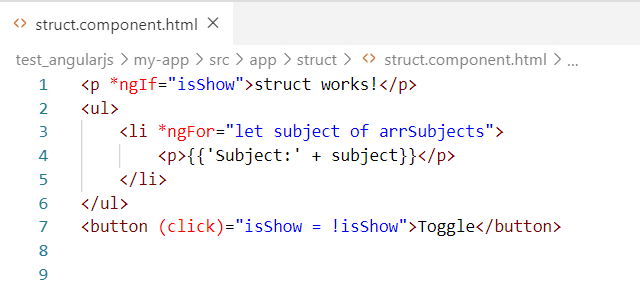 <> struct.component.html ×
test_angularjs > my-app > src > app > struct > <> struct.component.html > ...
1 <p *ngIf="isShow">struct works!</p>
2 <ul>
3     <li *ngFor="let subject of arrSubjects">
4         <p>{{'Subject:' + subject}}</p>
5     </li>
6 </ul>
7 <button (click)="isShow = !isShow">Toggle</button>
8
9